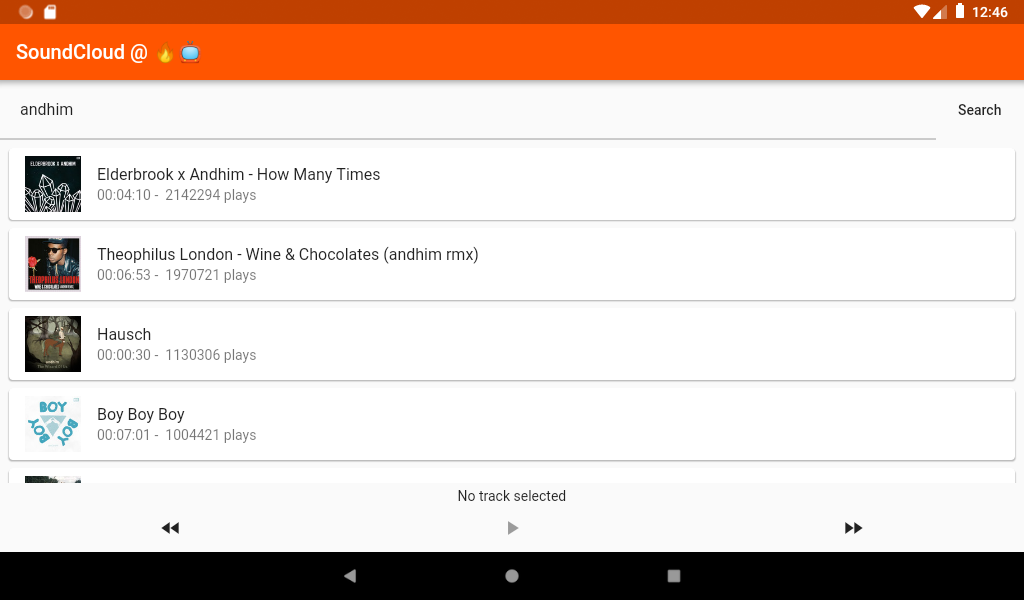 12:46
SoundCloud @ 🔥📺
andhim
Search
ELDERBROOK X ANDHIM
Elderbrook x Andhim - How Many Times
00:04:10 - 2142294 plays
THEOPHILUS LONDON
Theophilus London - Wine & Chocolates (andhim rmx)
00:06:53 - 1970721 plays
Hausch
00:00:30 - 1130306 plays
BOY
BOY
BOY
Boy Boy Boy
00:07:01 - 1004421 plays
No track selected